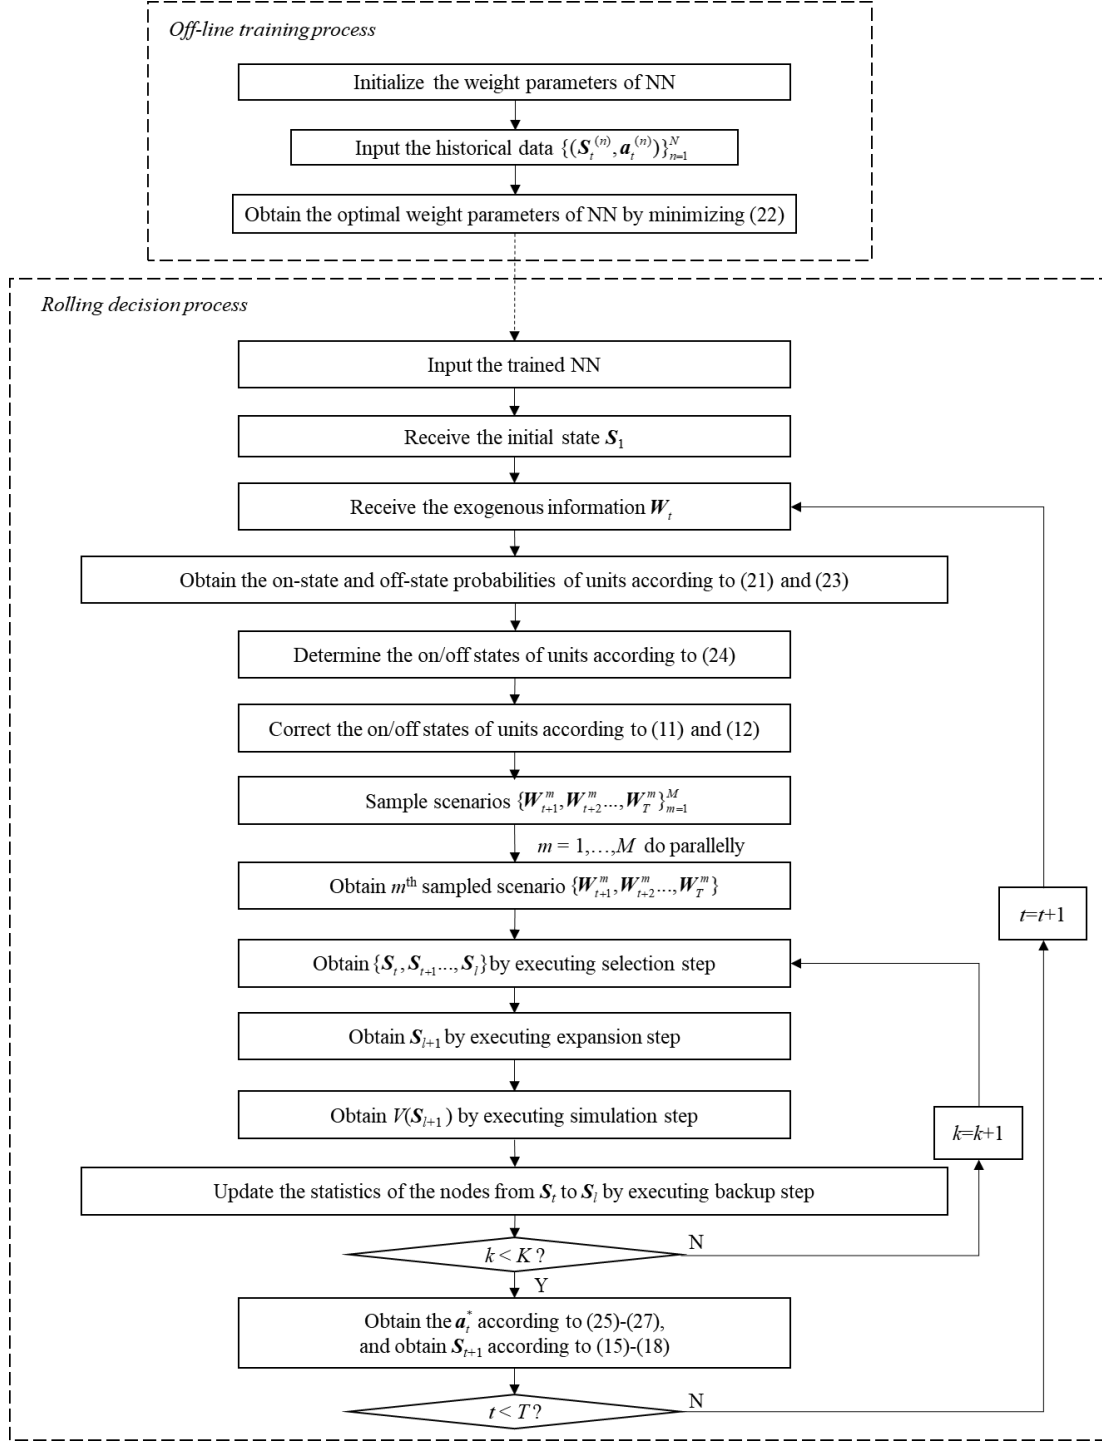 Off-line training process
Initialize the weight parameters of NN
Input the historical data {(S_t^{(n)}, a_t^{(n)})}_{n=1}^N
Obtain the optimal weight parameters of NN by minimizing (22)
Rolling decision process
Input the trained NN
Receive the initial state S_1
Receive the exogenous information W_t
Obtain the on-state and off-state probabilities of units according to (21) and (23)
Determine the on/off states of units according to (24)
Correct the on/off states of units according to (11) and (12)
Sample scenarios {W_{t+1}^m, W_{t+2}^m..., W_T^m}_{m=1}^M
m = 1,…,M do parallelly
Obtain m^{th} sampled scenario {W_{t+1}^m, W_{t+2}^m..., W_T^m}
t=t+1
Obtain {S_t, S_{t+1}..., S_l} by executing selection step
Obtain S_{l+1} by executing expansion step
Obtain V(S_{l+1}) by executing simulation step
k=k+1
Update the statistics of the nodes from S_t to S_l by executing backup step
k < K ?
N
Y
Obtain the a_t^* according to (25)-(27),
and obtain S_{t+1} according to (15)-(18)
t < T ?
N